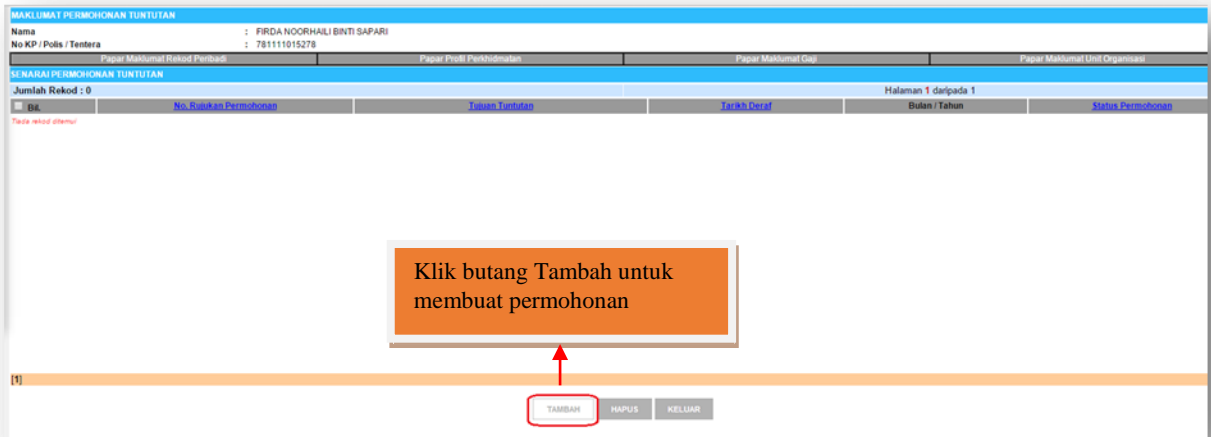 MAKLUMAT PERMOHONAN TUNTUTAN
Nama : FIRDA NOORHAILI BINTI SAPARI
No KP / Polis / Tentera : 781111015278
Papar Maklumat Rekod Peribadi Papar Profil Perkhidmatan Papar Maklumat Gaji Papar Maklumat Unit Organisasi
SENARAI PERMOHONAN TUNTUTAN
Jumlah Rekod : 0 Halaman 1 daripada 1
Bil. No. Rujukan Permohonan Tujuan Tuntutan Tarikh Deraf Bulan / Tahun Status Permohonan
Tiada rekod ditemui
Klik butang Tambah untuk
membuat permohonan
[1]
TAMBAH HAPUS KELUAR